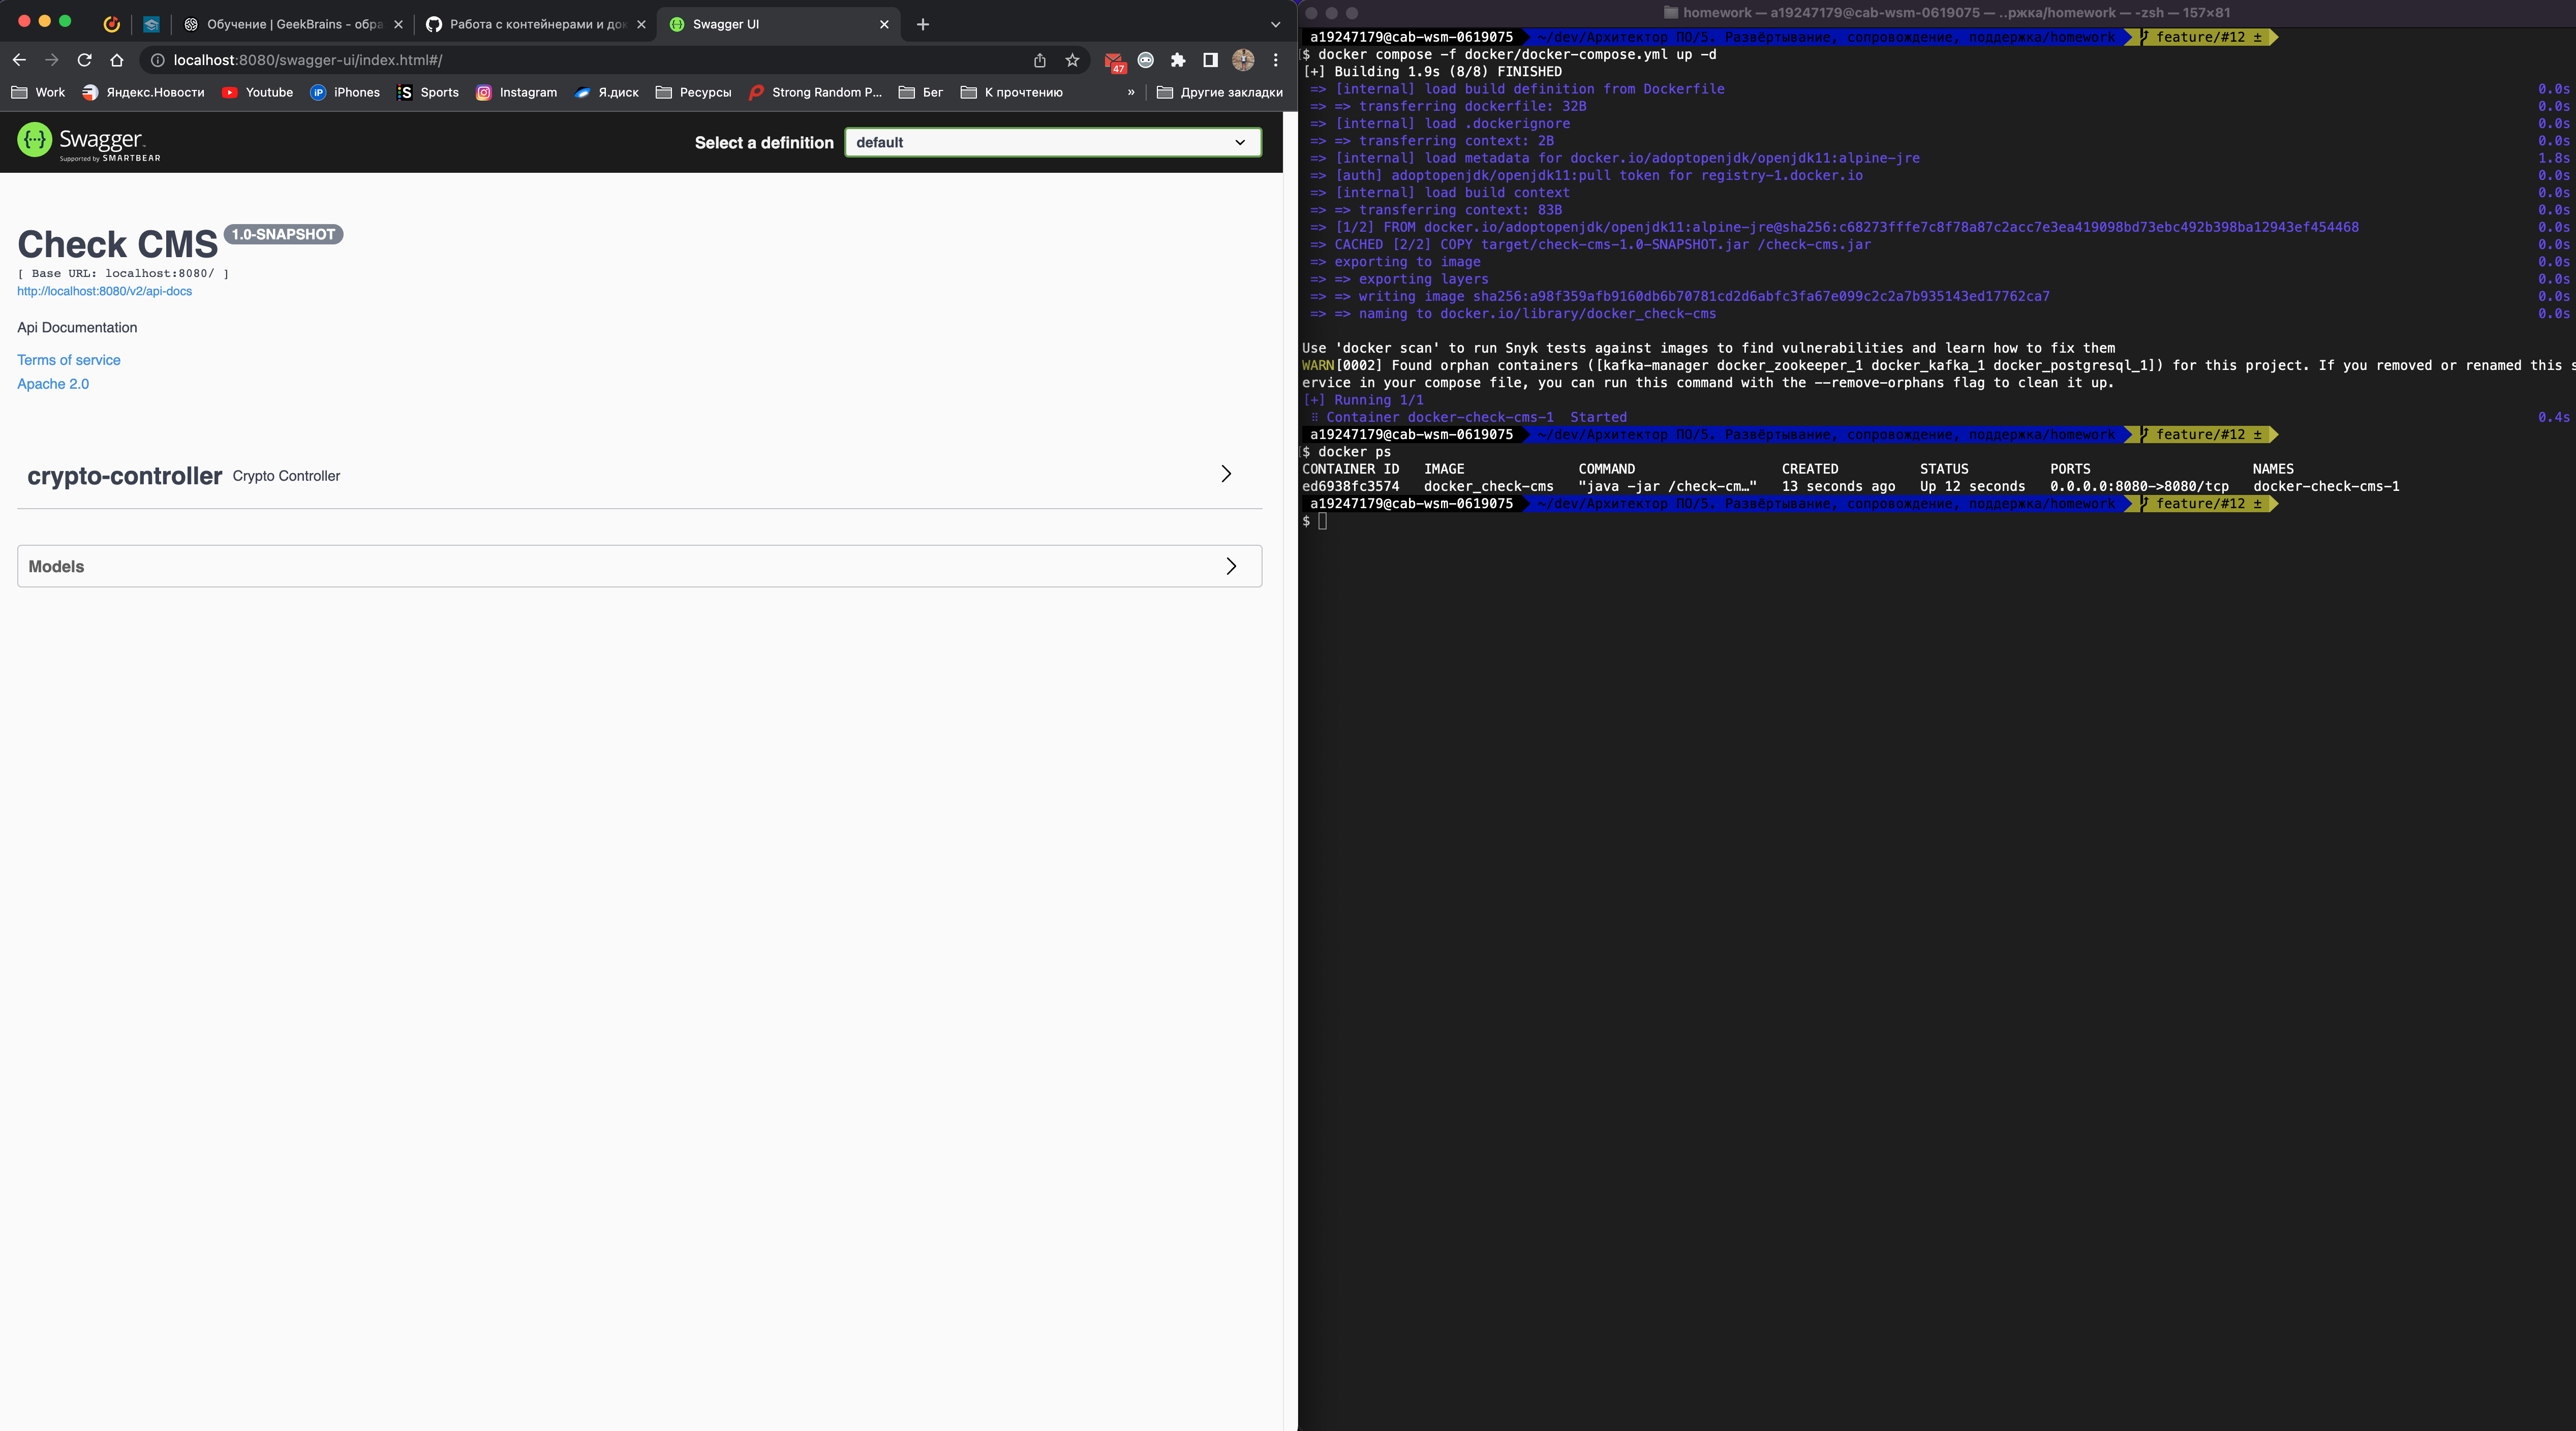 Обучение | GeekBrains - обра
Работа с контейнерами и док
Swagger UI
localhost:8080/swagger-ui/index.html#/
47
Work
Яндекс.Новости
Youtube
iP
iPhones
S
Sports
Instagram
Я.диск
Ресурсы
Strong Random P...
Бег
К прочтению
»
Другие закладки
{···} Swagger™
Supported by SMARTBEAR
Select a definition
default
Check CMS 1.0-SNAPSHOT
[ Base URL: localhost:8080/ ]
http://localhost:8080/v2/api-docs
Api Documentation
Terms of service
Apache 2.0
crypto-controller Crypto Controller
Models
homework — a19247179@cab-wsm-0619075 — ..ржка/homework — -zsh — 157×81
a19247179@cab-wsm-0619075 ~/dev/Архитектор ПО/5. Развёртывание, сопровождение, поддержка/homework feature/#12 ±
[$ docker compose -f docker/docker-compose.yml up -d
[+] Building 1.9s (8/8) FINISHED
=> [internal] load build definition from Dockerfile 0.0s
=> => transferring dockerfile: 32B 0.0s
=> [internal] load .dockerignore 0.0s
=> => transferring context: 2B 0.0s
=> [internal] load metadata for docker.io/adoptopenjdk/openjdk11:alpine-jre 1.8s
=> [auth] adoptopenjdk/openjdk11:pull token for registry-1.docker.io 0.0s
=> [internal] load build context 0.0s
=> => transferring context: 83B 0.0s
=> [1/2] FROM docker.io/adoptopenjdk/openjdk11:alpine-jre@sha256:c68273fffe7c8f78a87c2acc7e3ea419098bd73ebc492b398ba12943ef454468 0.0s
=> CACHED [2/2] COPY target/check-cms-1.0-SNAPSHOT.jar /check-cms.jar 0.0s
=> exporting to image 0.0s
=> => exporting layers 0.0s
=> => writing image sha256:a98f359afb9160db6b70781cd2d6abfc3fa67e099c2c2a7b935143ed17762ca7 0.0s
=> => naming to docker.io/library/docker_check-cms 0.0s
Use 'docker scan' to run Snyk tests against images to find vulnerabilities and learn how to fix them
WARN[0002] Found orphan containers ([kafka-manager docker_zookeeper_1 docker_kafka_1 docker_postgresql_1]) for this project. If you removed or renamed this s
ervice in your compose file, you can run this command with the --remove-orphans flag to clean it up.
[+] Running 1/1
⠿ Container docker-check-cms-1 Started 0.4s
a19247179@cab-wsm-0619075 ~/dev/Архитектор ПО/5. Развёртывание, сопровождение, поддержка/homework feature/#12 ±
[$ docker ps
CONTAINER ID IMAGE COMMAND CREATED STATUS PORTS NAMES
ed6938fc3574 docker_check-cms "java -jar /check-cm…" 13 seconds ago Up 12 seconds 0.0.0.0:8080->8080/tcp docker-check-cms-1
a19247179@cab-wsm-0619075 ~/dev/Архитектор ПО/5. Развёртывание, сопровождение, поддержка/homework feature/#12 ±
$